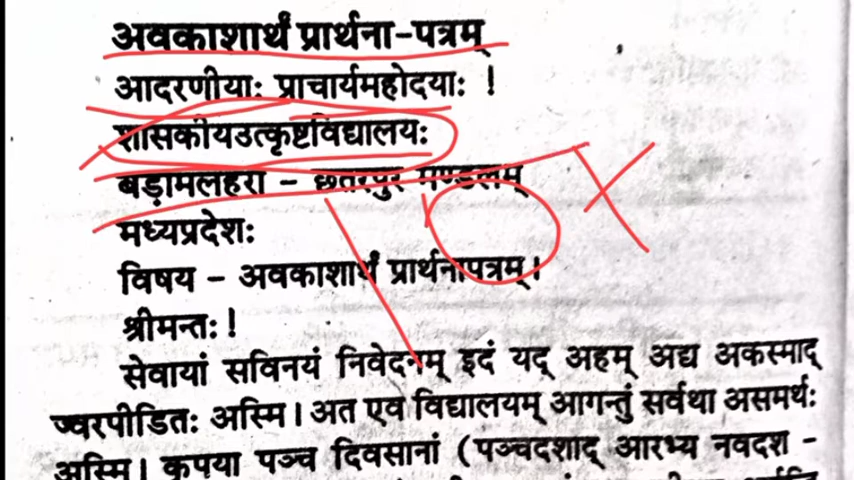 अवकाशार्थं प्रार्थना-पत्रम्
आदरणीयाः प्राचार्यमहोदयाः !
शासकीयउत्कृष्टविद्यालयः
बड़ामलहरा - छतरपुर मण्डलम्
मध्यप्रदेशः
विषय - अवकाशार्थं प्रार्थनापत्रम्।
श्रीमन्तः !
सेवायां सविनयं निवेदनम् इदं यद् अहम् अद्य अकस्माद्
ज्वरपीडितः अस्मि। अत एव विद्यालयम् आगन्तुं सर्वथा असमर्थः
अस्मि। कृपया पञ्च दिवसानां (पञ्चदशाद् आरभ्य नवदश -